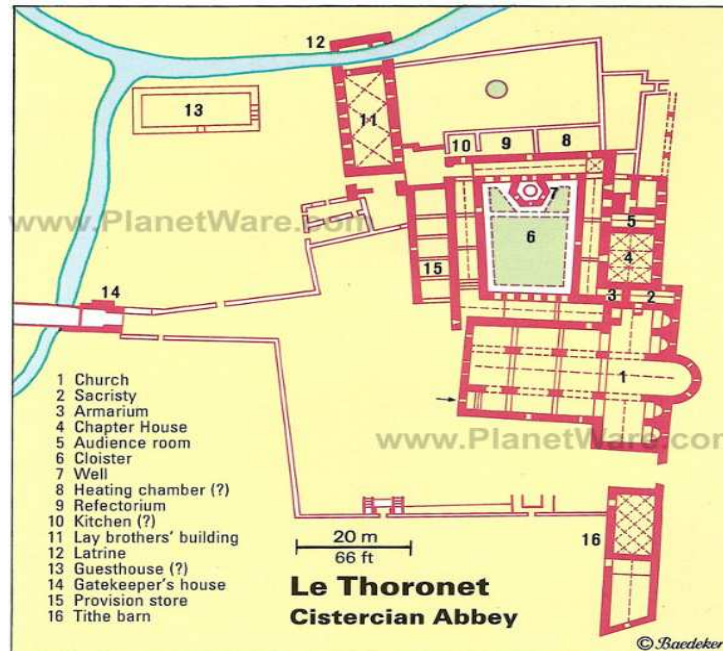 12
13
11
10 9 8
7
www.PlanetWare.com
6
5
4
15
14
3 2
1
1 Church
2 Sacristy
3 Armarium
4 Chapter House
5 Audience room
6 Cloister
7 Well
8 Heating chamber (?)
9 Refectorium
10 Kitchen (?)
11 Lay brothers' building
12 Latrine
13 Guesthouse (?)
14 Gatekeeper's house
15 Provision store
16 Tithe barn
www.PlanetWare.com
20 m
66 ft
16
Le Thoronet
Cistercian Abbey
© Baedeker